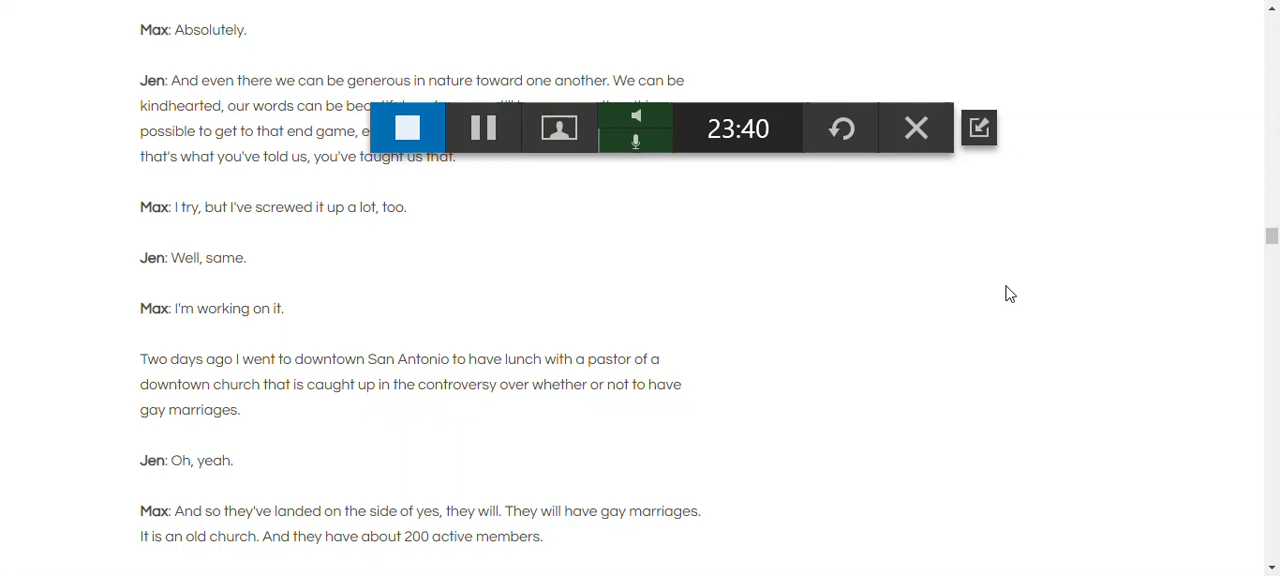 Max: Absolutely.
Jen: And even there we can be generous in nature toward one another. We can be
kindhearted, our words can be
possible to get to that end game,
that's what you've told us, you've taught us that.
23:40
Max: I try, but I've screwed it up a lot, too.
Jen: Well, same.
Max: I'm working on it.
Two days ago I went to downtown San Antonio to have lunch with a pastor of a
downtown church that is caught up in the controversy over whether or not to have
gay marriages.
Jen: Oh, yeah.
Max: And so they've landed on the side of yes, they will. They will have gay marriages.
It is an old church. And they have about 200 active members.